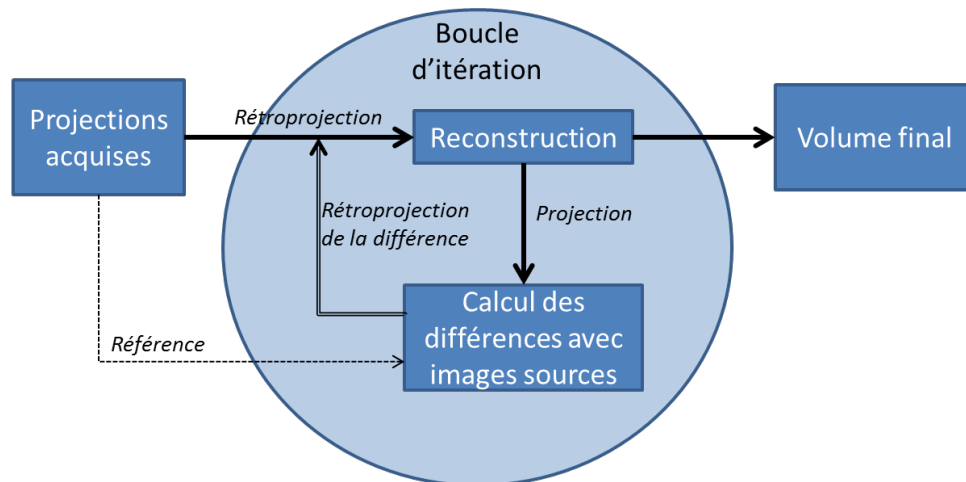 Boucle
d'itération
Projections
acquises
Rétroprojection
Reconstruction
Volume final
Rétroprojection
de la différence
Projection
Calcul des
différences avec
images sources
Référence